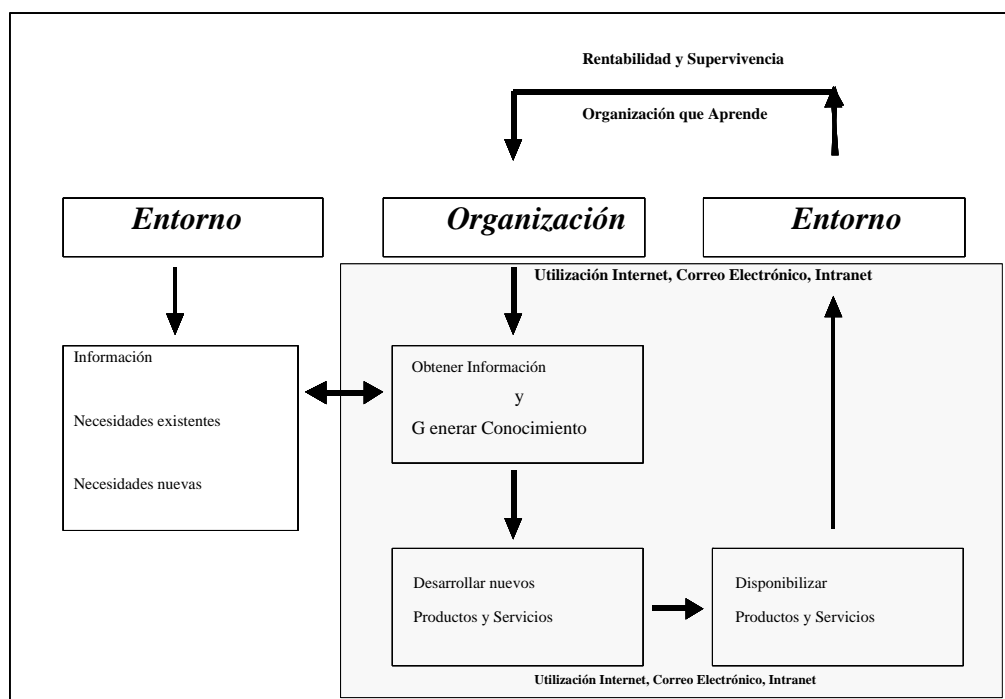 Rentabilidad y Supervivencia
Organización que Aprende
Entorno
Organización
Entorno
Utilización Internet, Correo Electrónico, Intranet
Información
Necesidades existentes
Necesidades nuevas
Obtener Información
y
G enerar Conocimiento
Desarrollar nuevos
Productos y Servicios
Disponibilizar
Productos y Servicios
Utilización Internet, Correo Electrónico, Intranet